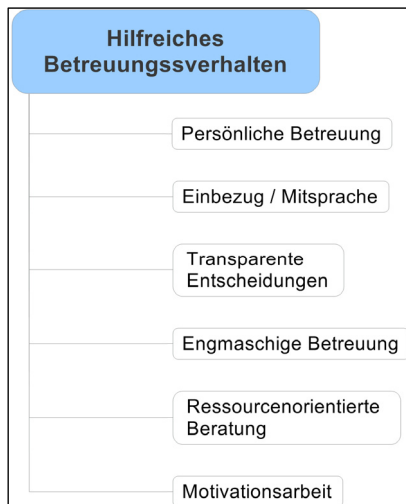 Hilfreiches
Betreuungssverhalten
Persönliche Betreuung
Einbezug / Mitsprache
Transparente
Entscheidungen
Engmaschige Betreuung
Ressourcenorientierte
Beratung
Motivationsarbeit